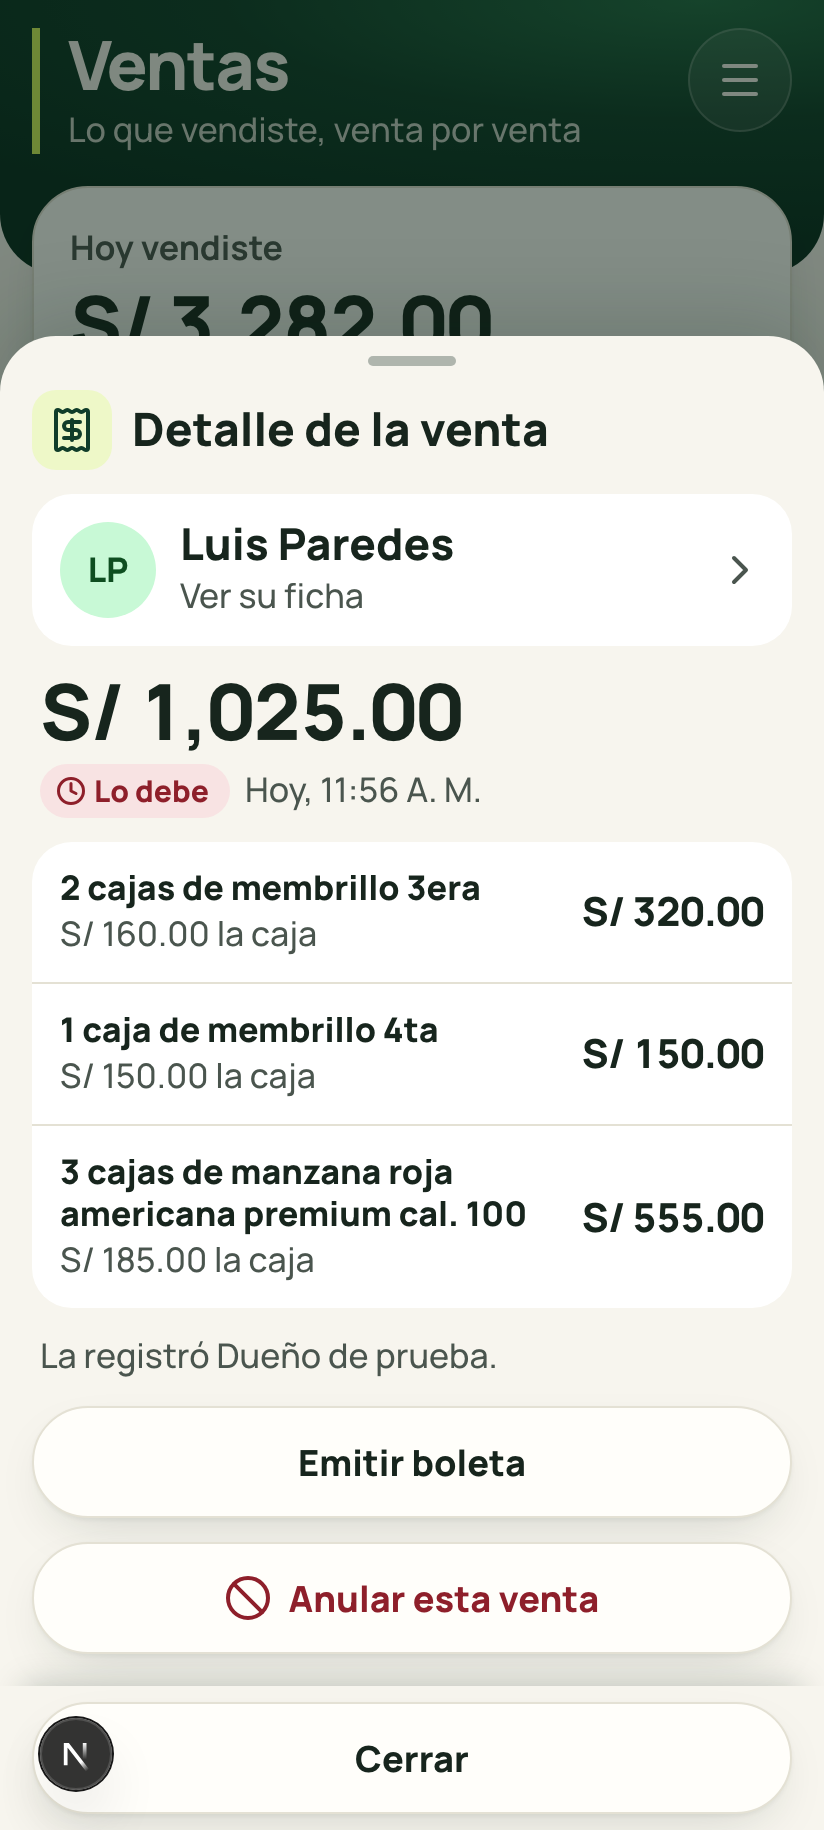 Ventas
Lo que vendiste, venta por venta
Hoy vendiste
S/ 3,282.00
Detalle de la venta
LP
Luis Paredes
Ver su ficha
S/ 1,025.00
Lo debe
Hoy, 11:56 A. M.
2 cajas de membrillo 3era
S/ 160.00 la caja
S/ 320.00
1 caja de membrillo 4ta
S/ 150.00 la caja
S/ 150.00
3 cajas de manzana roja
americana premium cal. 100
S/ 185.00 la caja
S/ 555.00
La registró Dueño de prueba.
Emitir boleta
Anular esta venta
N
Cerrar